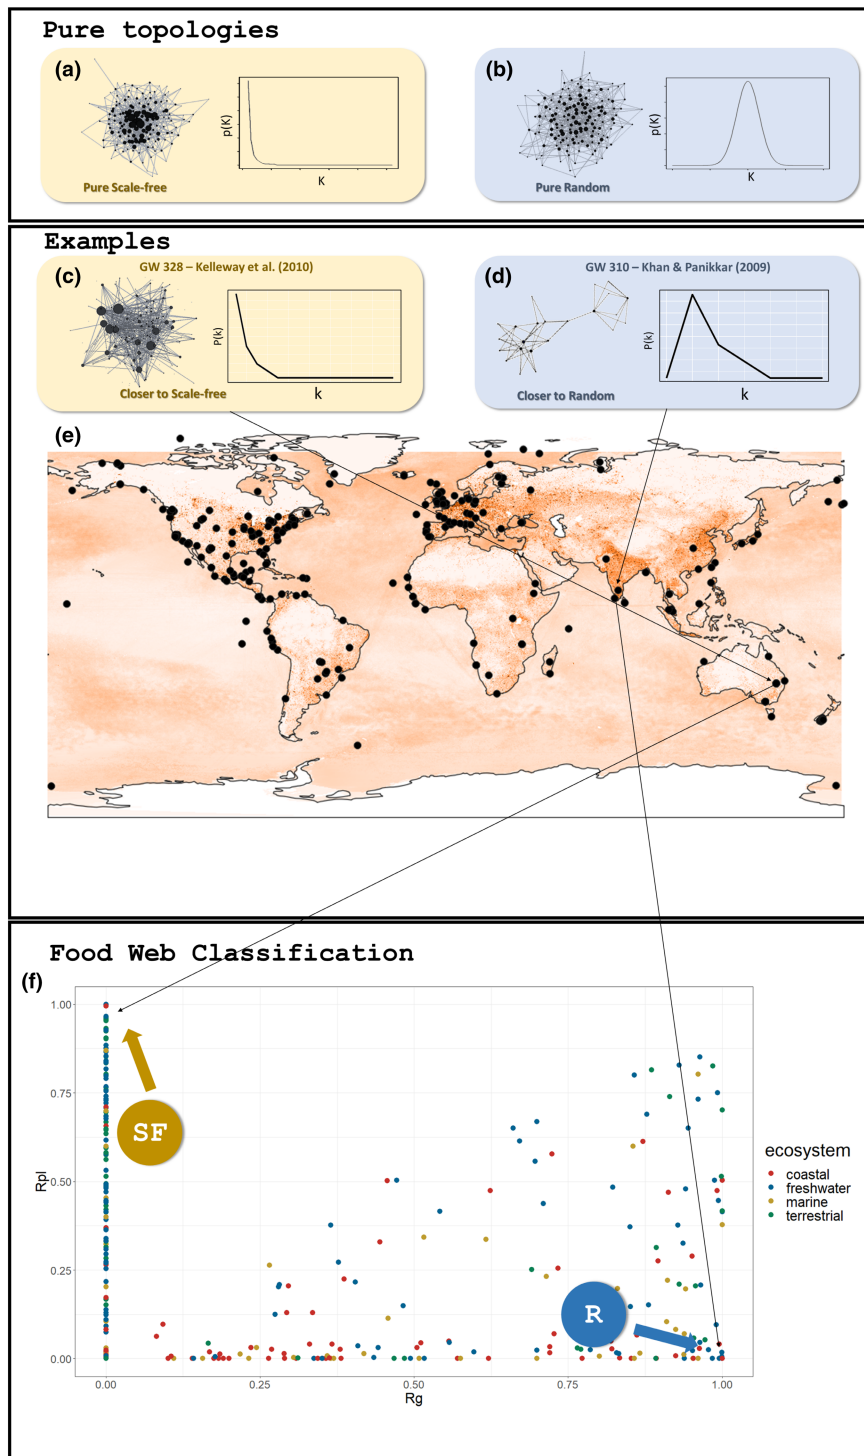 Pure topologies
(a)
p(K)
K
Pure Scale-free
(b)
p(K)
K
Pure Random
Examples
(c)
GW 328 – Kelleway et al. (2010)
P(k)
k
Closer to Scale-free
(d)
GW 310 – Khan & Panikkar (2009)
P(k)
k
Closer to Random
(e)
Food Web Classification
(f)
1.00
0.75
0.50
0.25
0.00
Rpl
SF
R
0.00
0.25
0.50
0.75
1.00
Rg
ecosystem
coastal
freshwater
marine
terrestrial